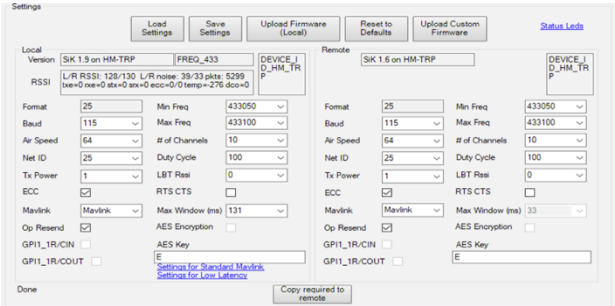 Settings
Load Settings
Save Settings
Upload Firmware (Local)
Reset to Defaults
Upload Custom Firmware
Status Leds
Local
Version SiK 1.9 on HM-TRP FREQ_433 DEVICE_I
D_HM_TR
P
RSSI L/R RSSI: 128/130 L/R noise: 39/33 pkts: 5299
txe=0 rxe=0 stx=0 srx=0 ecc=0/0 temp=-276 dco=0
Format 25 Min Freq 433050
Baud 115 Max Freq 433100
Air Speed 64 # of Channels 10
Net ID 25 Duty Cycle 100
Tx Power 1 LBT Rssi 0
ECC RTS CTS
Mavlink Mavlink Max Window (ms) 131
Op Resend AES Encryption
GPI1_1R/CIN AES Key
GPI1_1R/COUT E
Settings for Standard Mavlink
Settings for Low Latency
Remote
SiK 1.6 on HM-TRP DEVICE_I
D_HM_TR
P
Format 25 Min Freq 433050
Baud 115 Max Freq 433100
Air Speed 64 # of Channels 10
Net ID 25 Duty Cycle 100
Tx Power 1 LBT Rssi 0
ECC RTS CTS
Mavlink Mavlink Max Window (ms) 33
Op Resend AES Encryption
GPI1_1R/CIN AES Key
GPI1_1R/COUT E
Done
Copy required to remote